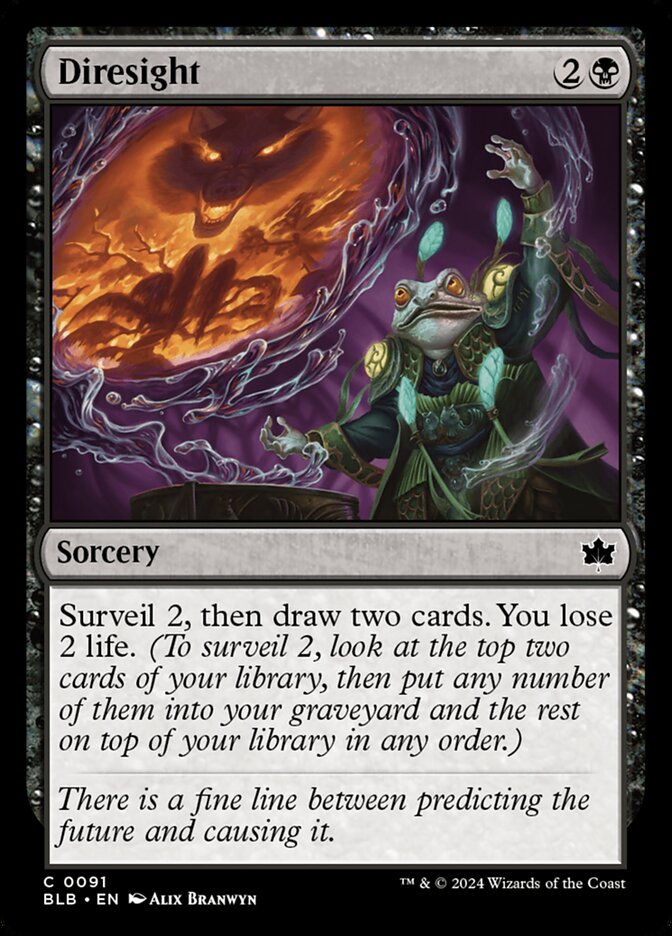 Diresight
2
Sorcery
Surveil 2, then draw two cards. You lose
2 life. (To surveil 2, look at the top two
cards of your library, then put any number
of them into your graveyard and the rest
on top of your library in any order.)
There is a fine line between predicting the
future and causing it.
C 0091
BLB • EN Alix Branwyn
™ & © 2024 Wizards of the Coast